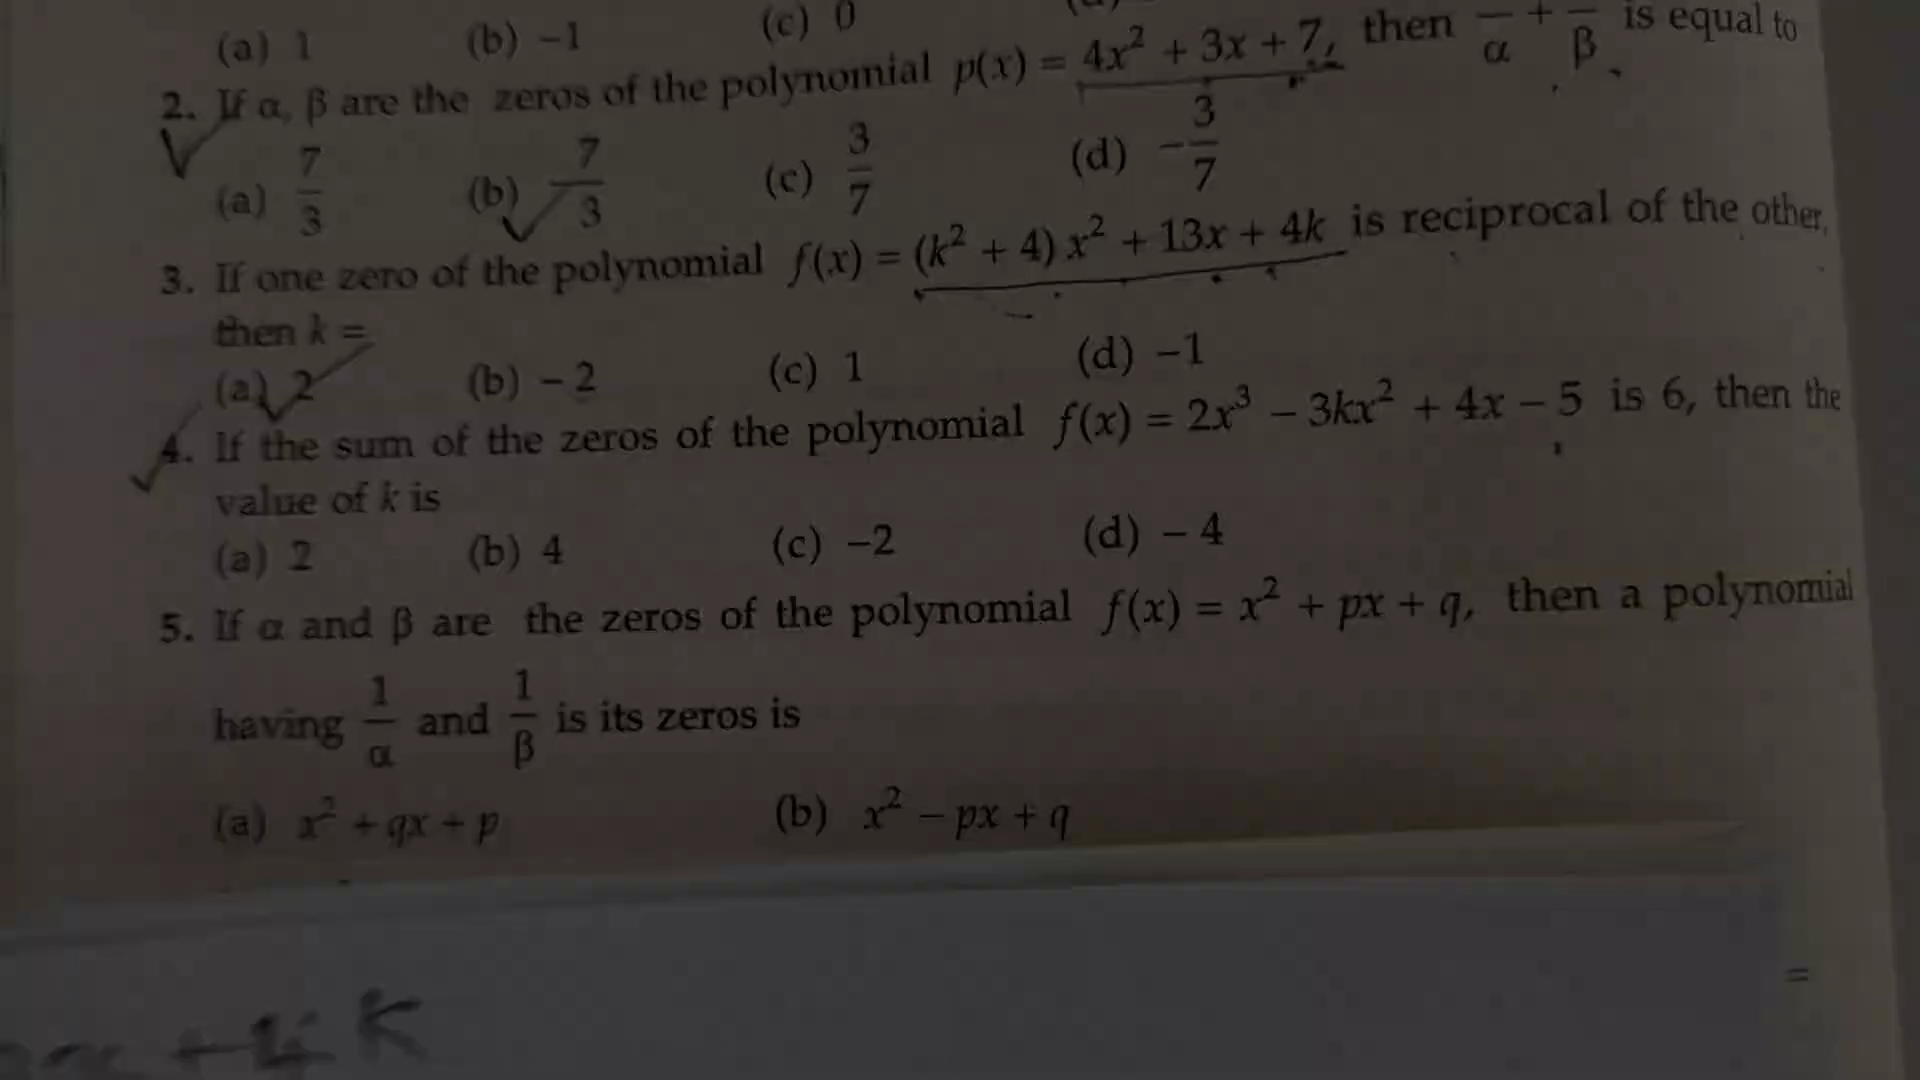 (a) 1 (b) −1 (c) 0
2. If α, β are the zeros of the polynomial p(x) = 4x² + 3x + 7, then — + — is equal to
α β
(a) 7/3 (b) −7/3 (c) 3/7 (d) −3/7
3. If one zero of the polynomial f(x) = (k² + 4) x² + 13x + 4k is reciprocal of the other,
then k =
(a) 2 (b) − 2 (c) 1 (d) −1
4. If the sum of the zeros of the polynomial f(x) = 2x³ − 3kx² + 4x − 5 is 6, then the
value of k is
(a) 2 (b) 4 (c) −2 (d) − 4
5. If α and β are the zeros of the polynomial f(x) = x² + px + q, then a polynomial
having 1/α and 1/β is its zeros is
(a) x² + qx + p (b) x² − px + q
=
+4k